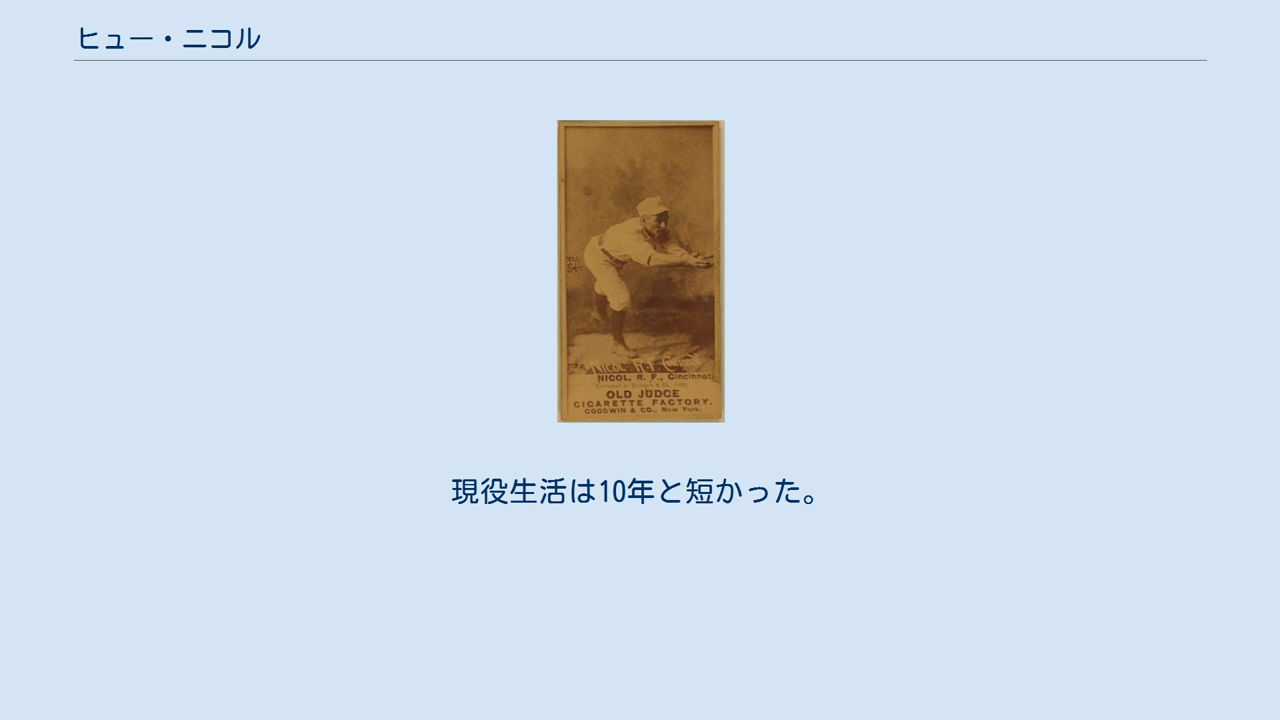 ヒュー・ニコル
NICOL, R. F., Cincinnati
OLD JUDGE
CIGARETTE FACTORY.
GOODWIN & CO., New York.
現役生活は10年と短かった。